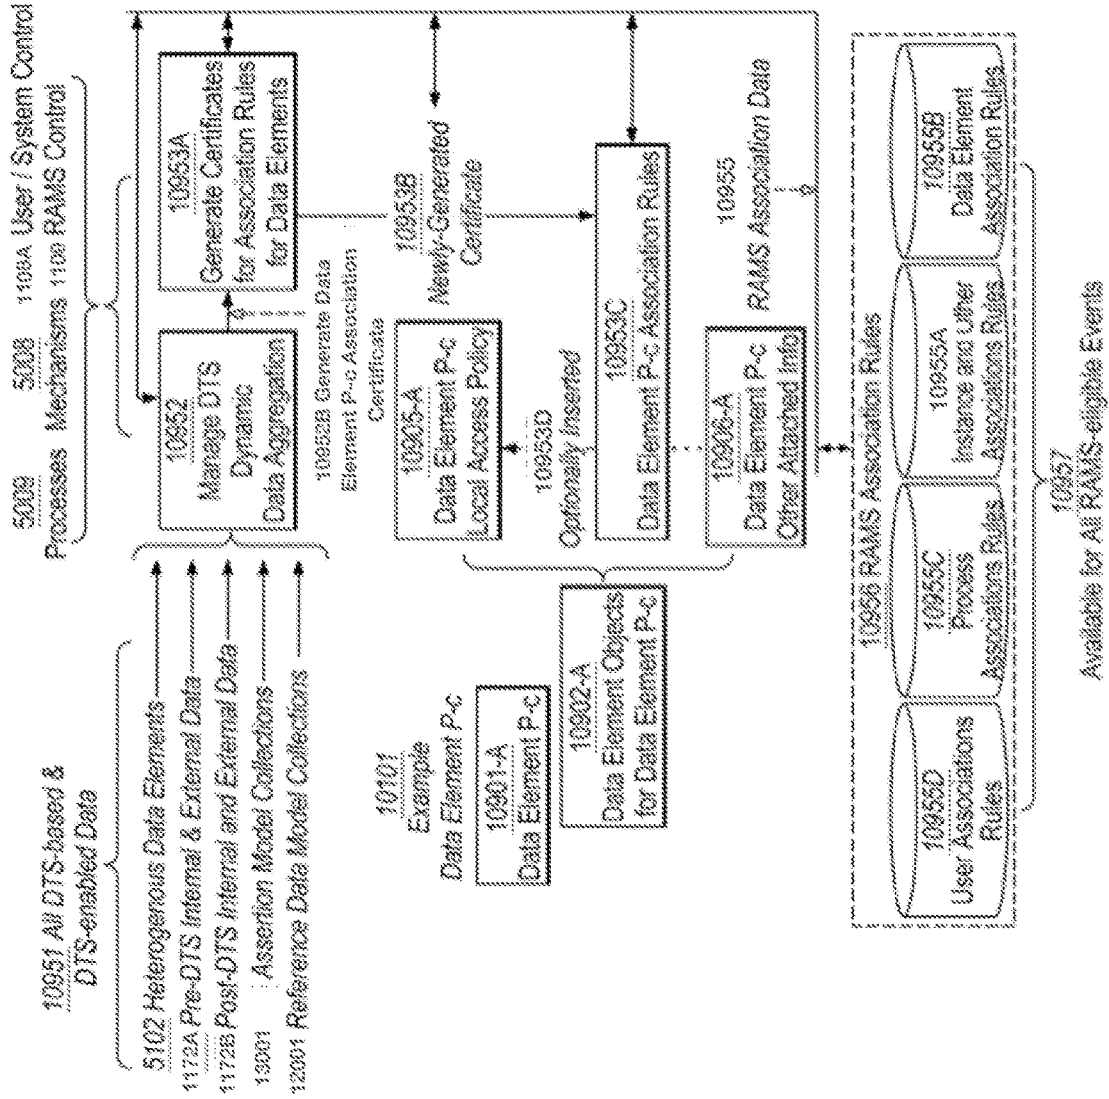 10951 All DTS-based &
DTS-enabled Data
5102 Heterogenous Data Elements
1172A Pre-DTS Internal & External Data
1172B Post-DTS Internal and External Data
13001 Assertion Model Collections
12001 Reference Data Model Collections
5009
Processes
5008
Mechanisms
1108A User / System Control
1100 RAMS Control
10952
Manage DTS
Dynamic
Data Aggregation
10953A
Generate Certificates
for Association Rules
for Data Elements
10952B Generate Data
Element P-c Association
Certificate
10953B
Newly-Generated
Certificate
10101
Example
Data Element P-c
10901-A
Data Element P-c
10902-A
Data Element Objects
for Data Element P-c
10905-A
Data Element P-c
Local Access Policy
10953D
Optionally Inserted
10953C
Data Element P-c Association Rules
10906-A
Data Element P-c
Other Attached Info
10955
RAMS Association Data
10956 RAMS Association Rules
10955D
User Associations
Rules
10955C
Process
Associations Rules
10955A
Instance and Other
Associations Rules
10955B
Data Element
Association Rules
10957
Available for All RAMS-eligible Events